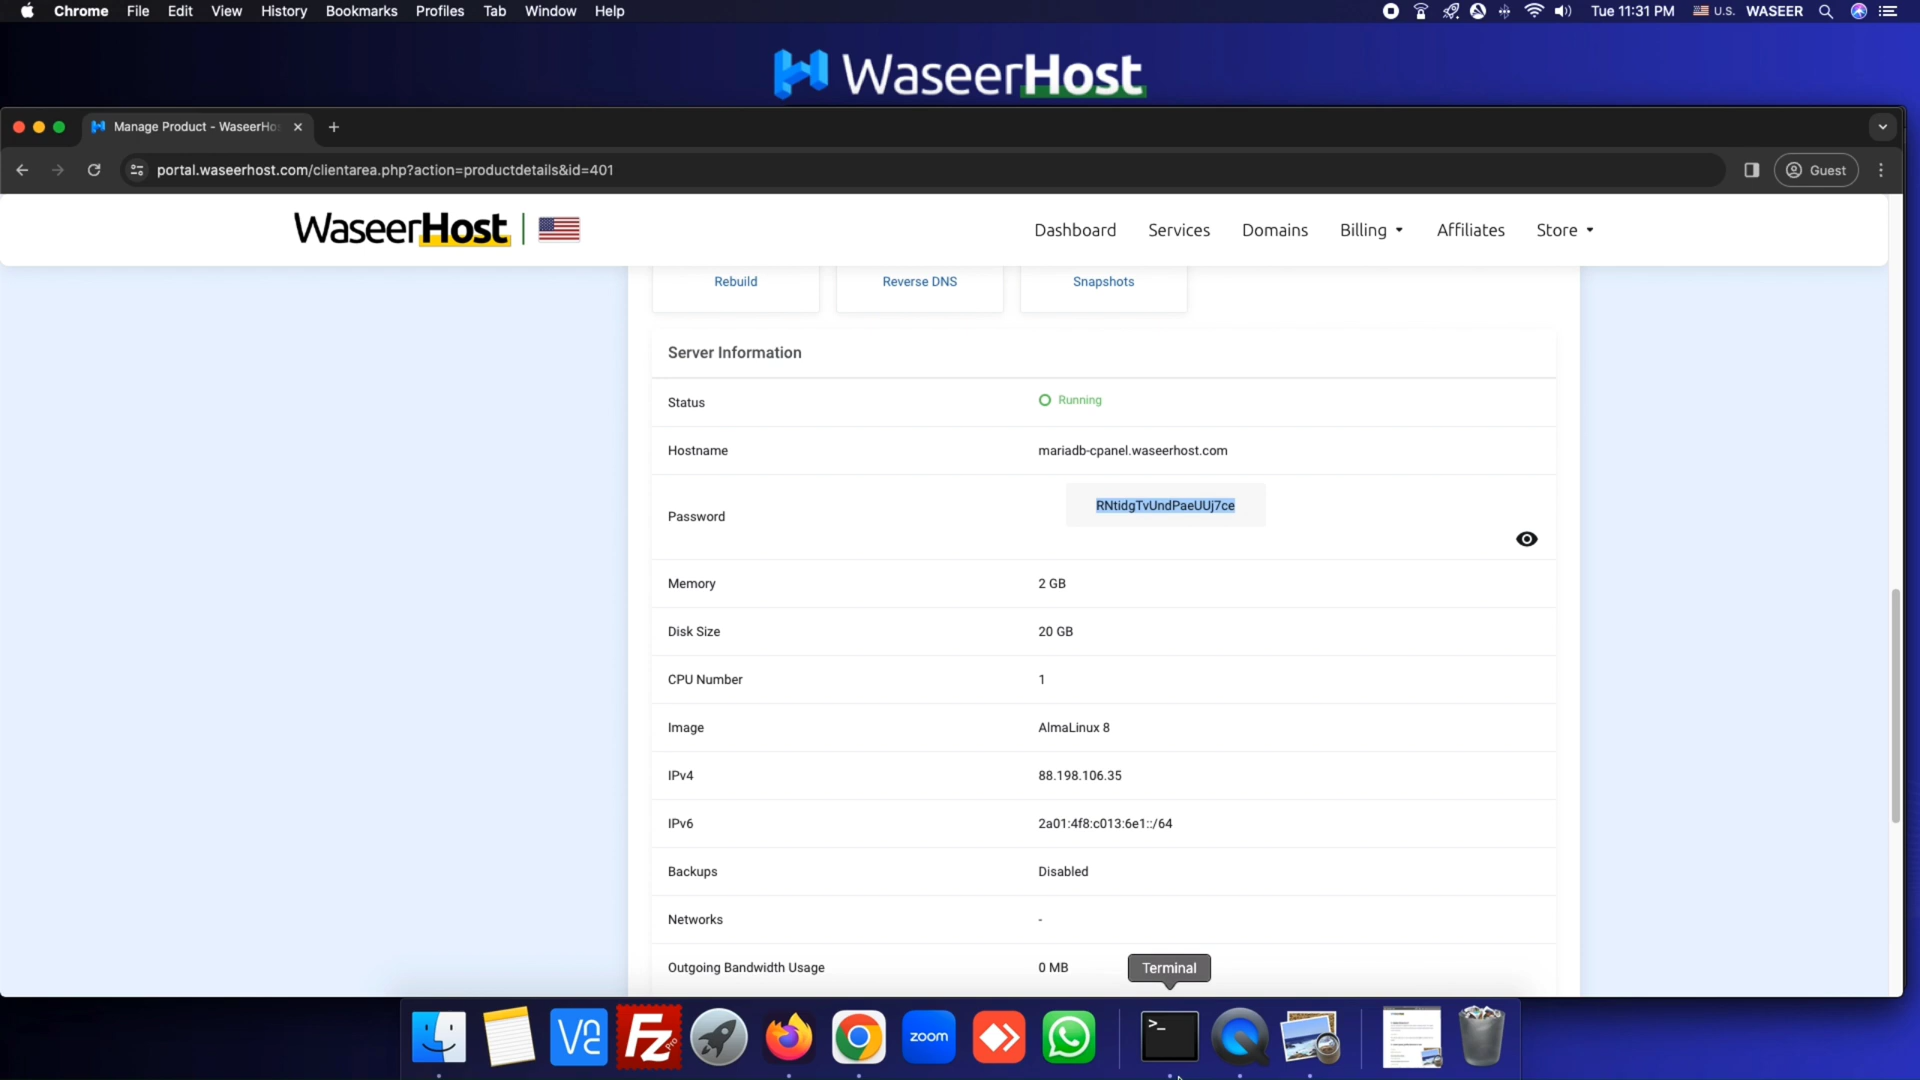 Chrome File Edit View History Bookmarks Profiles Tab Window Help Tue 11:31 PM U.S. WASEER
WaseerHost
Manage Product - WaseerHos
portal.waseerhost.com/clientarea.php?action=productdetails&id=401 Guest
WaseerHost Dashboard Services Domains Billing Affiliates Store
Rebuild Reverse DNS Snapshots
Server Information
Status Running
Hostname mariadb-cpanel.waseerhost.com
Password RNtidgTvUndPaeUUj7ce
Memory 2 GB
Disk Size 20 GB
CPU Number 1
Image AlmaLinux 8
IPv4 88.198.106.35
IPv6 2a01:4f8:c013:6e1::/64
Backups Disabled
Networks -
Outgoing Bandwidth Usage 0 MB
Terminal
V2 Fz Pro zoom >_